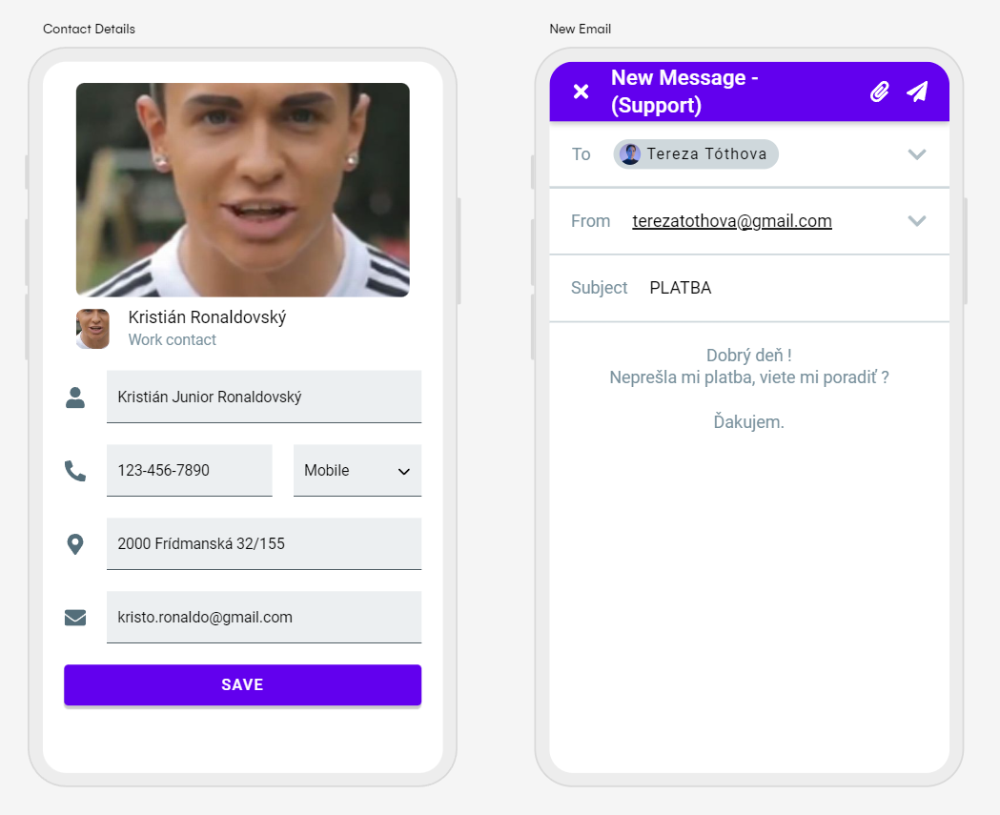 Contact Details
Kristián Ronaldovský
Work contact
Kristián Junior Ronaldovský
123-456-7890
Mobile
2000 Frídmanská 32/155
kristo.ronaldo@gmail.com
SAVE
New Email
New Message -
(Support)
To Tereza Tóthova
From terezatothova@gmail.com
Subject PLATBA
Dobrý deň !
Neprešla mi platba, viete mi poradiť ?
Ďakujem.